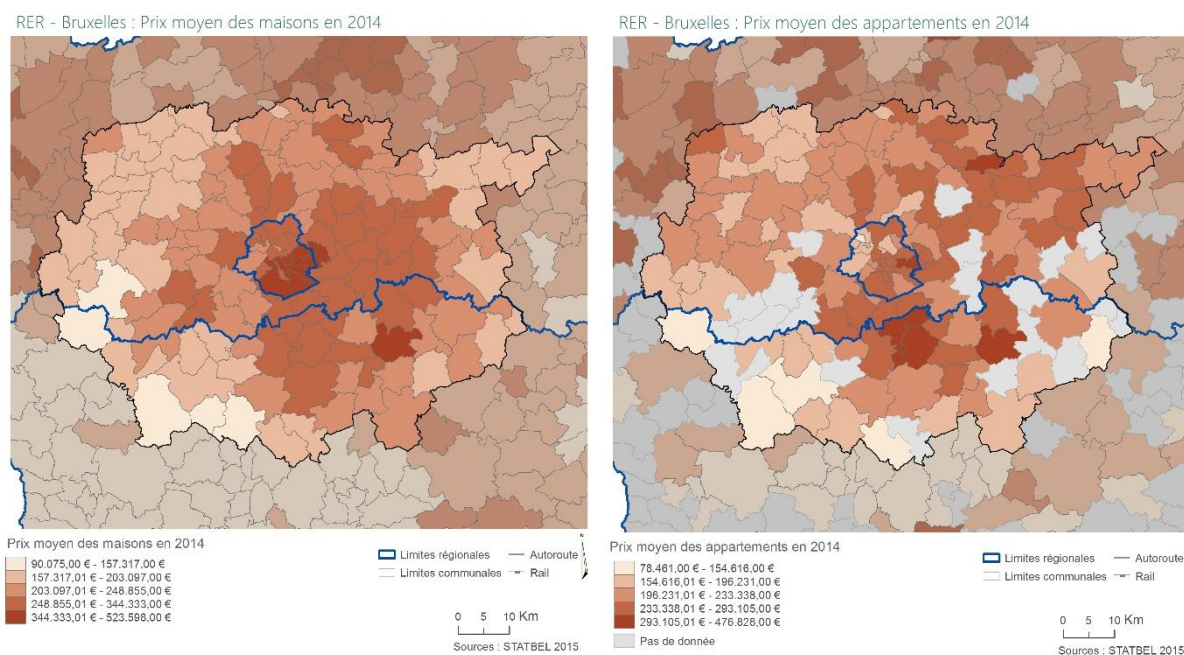 RER - Bruxelles : Prix moyen des maisons en 2014
Prix moyen des maisons en 2014
90.075,00 € - 157.317,00 €
157.317,01 € - 203.097,00 €
203.097,01 € - 248.855,00 €
248.855,01 € - 344.333,00 €
344.333,01 € - 523.598,00 €
Limites régionales
Autoroute
Limites communales
Rail
0 5 10 Km
Sources : STATBEL 2015
RER - Bruxelles : Prix moyen des appartements en 2014
Prix moyen des appartements en 2014
78.461,00 € - 154.616,00 €
154.616,01 € - 196.231,00 €
196.231,01 € - 233.338,00 €
233.338,01 € - 293.105,00 €
293.105,01 € - 476.828,00 €
Pas de donnée
Limites régionales
Autoroute
Limites communales
Rail
0 5 10 Km
Sources : STATBEL 2015